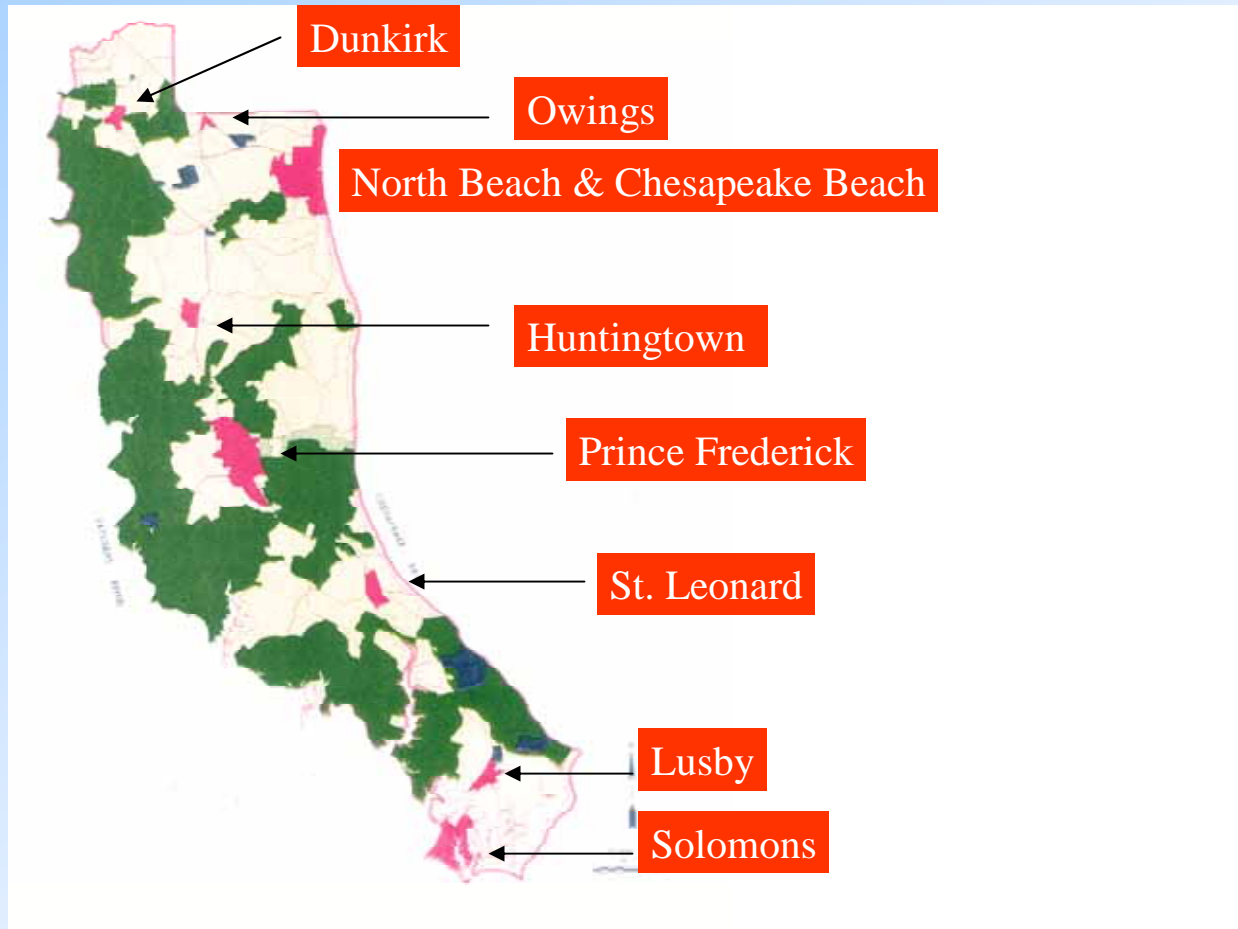 Dunkirk
Owings
North Beach & Chesapeake Beach
Huntingtown
Prince Frederick
St. Leonard
Lusby
Solomons